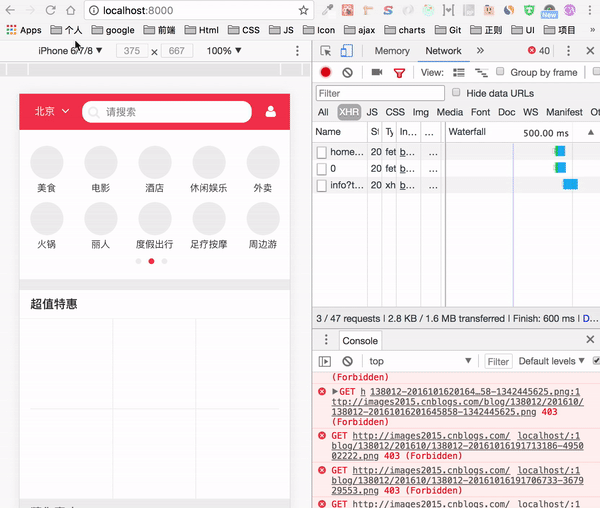 localhost:8000
New
Apps 个人 google 前端 Html CSS JS Icon ajax charts Git 正则 UI 项目 »
iPhone 6/7/8 ▼ 375 × 667 100% ▼
Memory Network » 40
View: Group by frame
Filter Hide data URLs
All XHR JS CSS Img Media Font Doc WS Manifest Ot
Name St Ty In... ... Waterfall 500.00 ms
home... 20 fet b... ...
0 20 fet b... ...
info?t... 20 xh b... ...
3 / 47 requests | 2.8 KB / 1.6 MB transferred | Finish: 600 ms | D...
北京 请搜索
美食 电影 酒店 休闲娱乐 外卖
火锅 丽人 度假出行 足疗按摩 周边游
超值特惠
Console
top ▼ Filter Default levels ▼
(Forbidden)
▶GET h 138012-2016101620164…58-1342445625.png:1
ttp://images2015.cnblogs.com/blog/138012/201610/
138012-20161016201645858-1342445625.png 403
(Forbidden)
GET http://images2015.cnblogs.com/ localhost/:1
blog/138012/201610/138012-20161016191713186-495
002222.png 403 (Forbidden)
GET http://images2015.cnblogs.com/ localhost/:1
blog/138012/201610/138012-20161016191706733-3679
29553.png 403 (Forbidden)
GET http://images2015.cnblogs.com/ localhost/:1